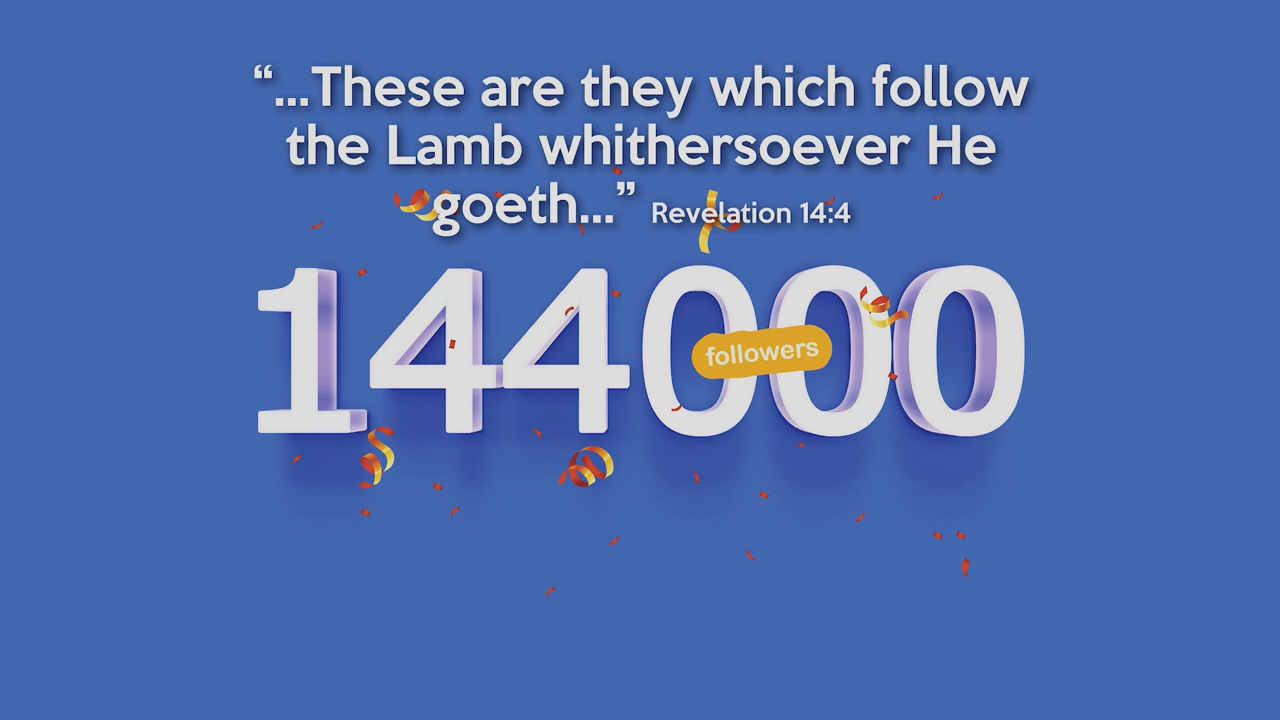 “...These are they which follow
the Lamb whithersoever He
goeth...” Revelation 14:4
144000
followers